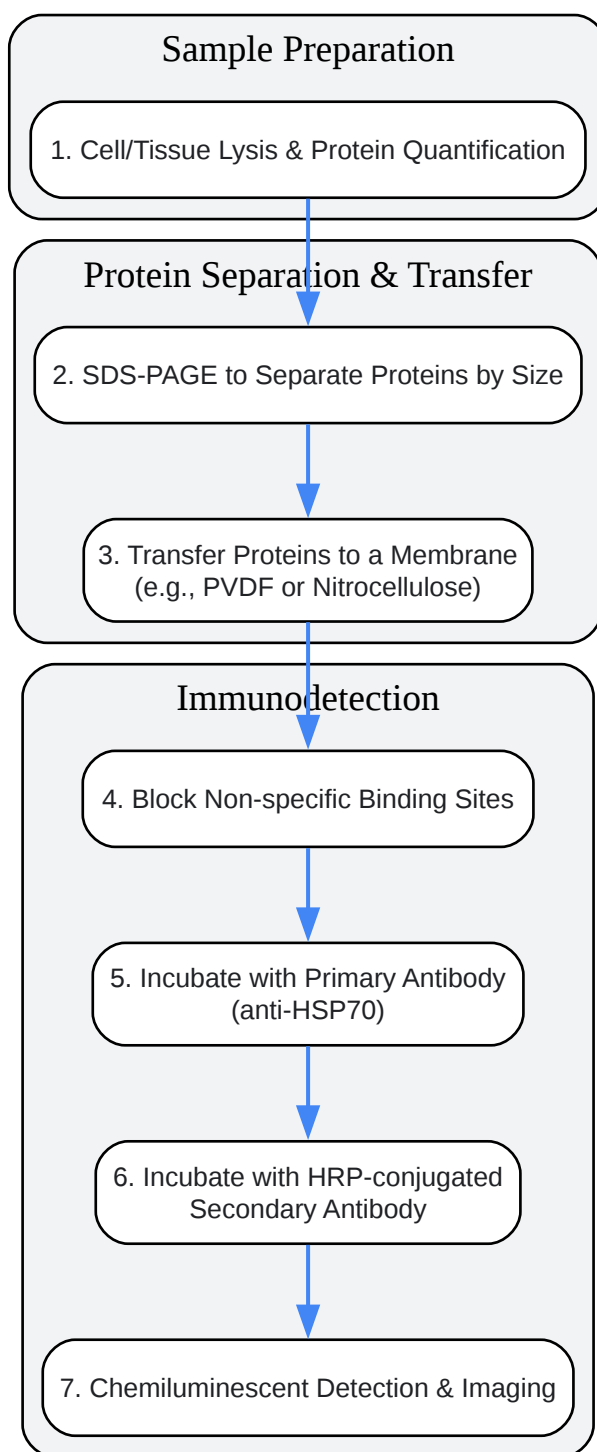 Sample Preparation
1. Cell/Tissue Lysis & Protein Quantification
Protein Separation & Transfer
2. SDS-PAGE to Separate Proteins by Size
3. Transfer Proteins to a Membrane
(e.g., PVDF or Nitrocellulose)
Immunodetection
4. Block Non-specific Binding Sites
5. Incubate with Primary Antibody
(anti-HSP70)
6. Incubate with HRP-conjugated
Secondary Antibody
7. Chemiluminescent Detection & Imaging